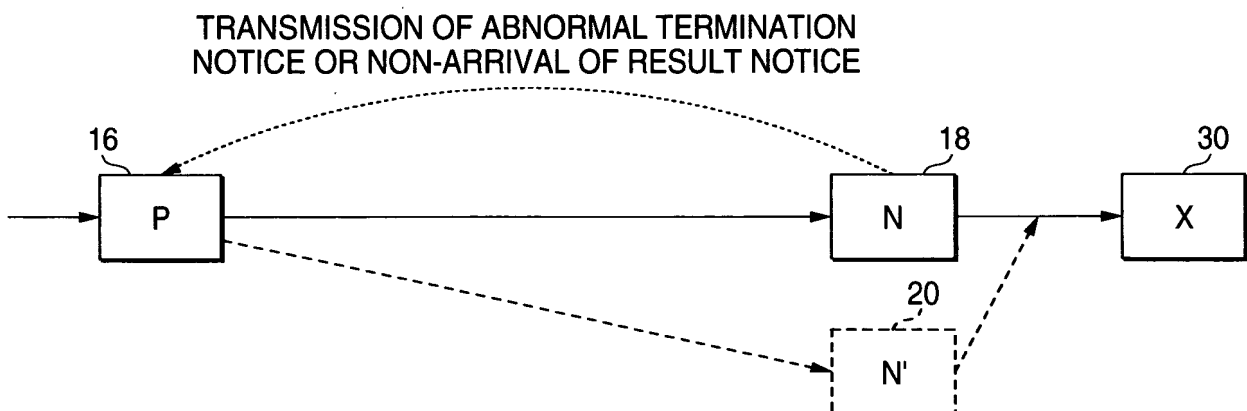 TRANSMISSION OF ABNORMAL TERMINATION
NOTICE OR NON-ARRIVAL OF RESULT NOTICE
16
18
30
P
N
X
20
N'